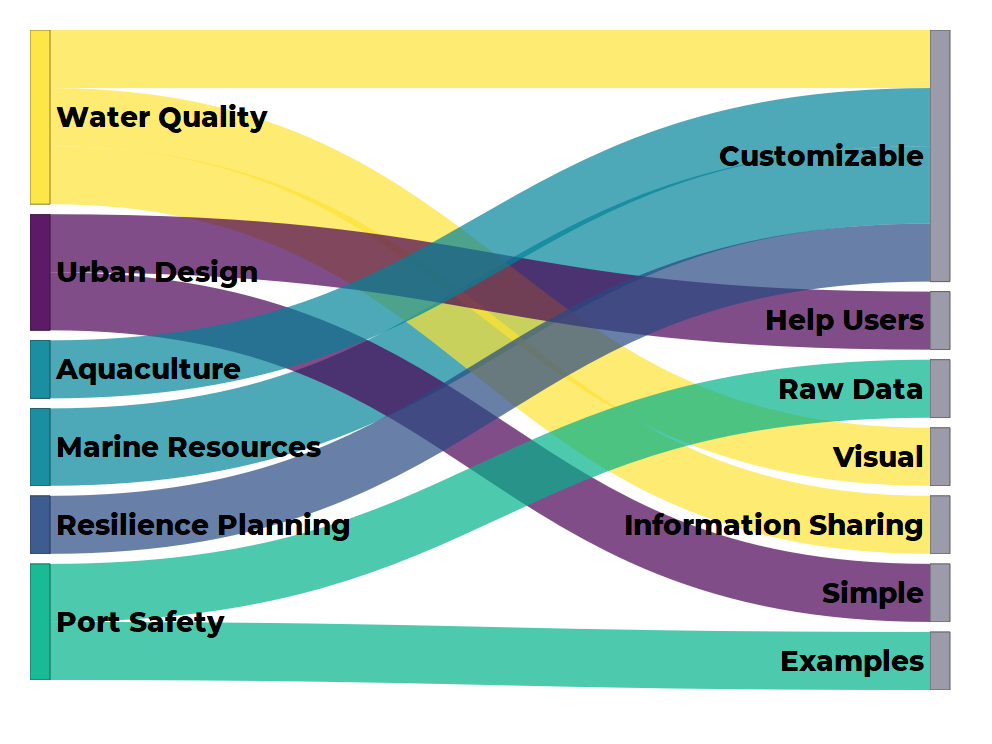 Water Quality
Urban Design
Aquaculture
Marine Resources
Resilience Planning
Port Safety
Customizable
Help Users
Raw Data
Visual
Information Sharing
Simple
Examples